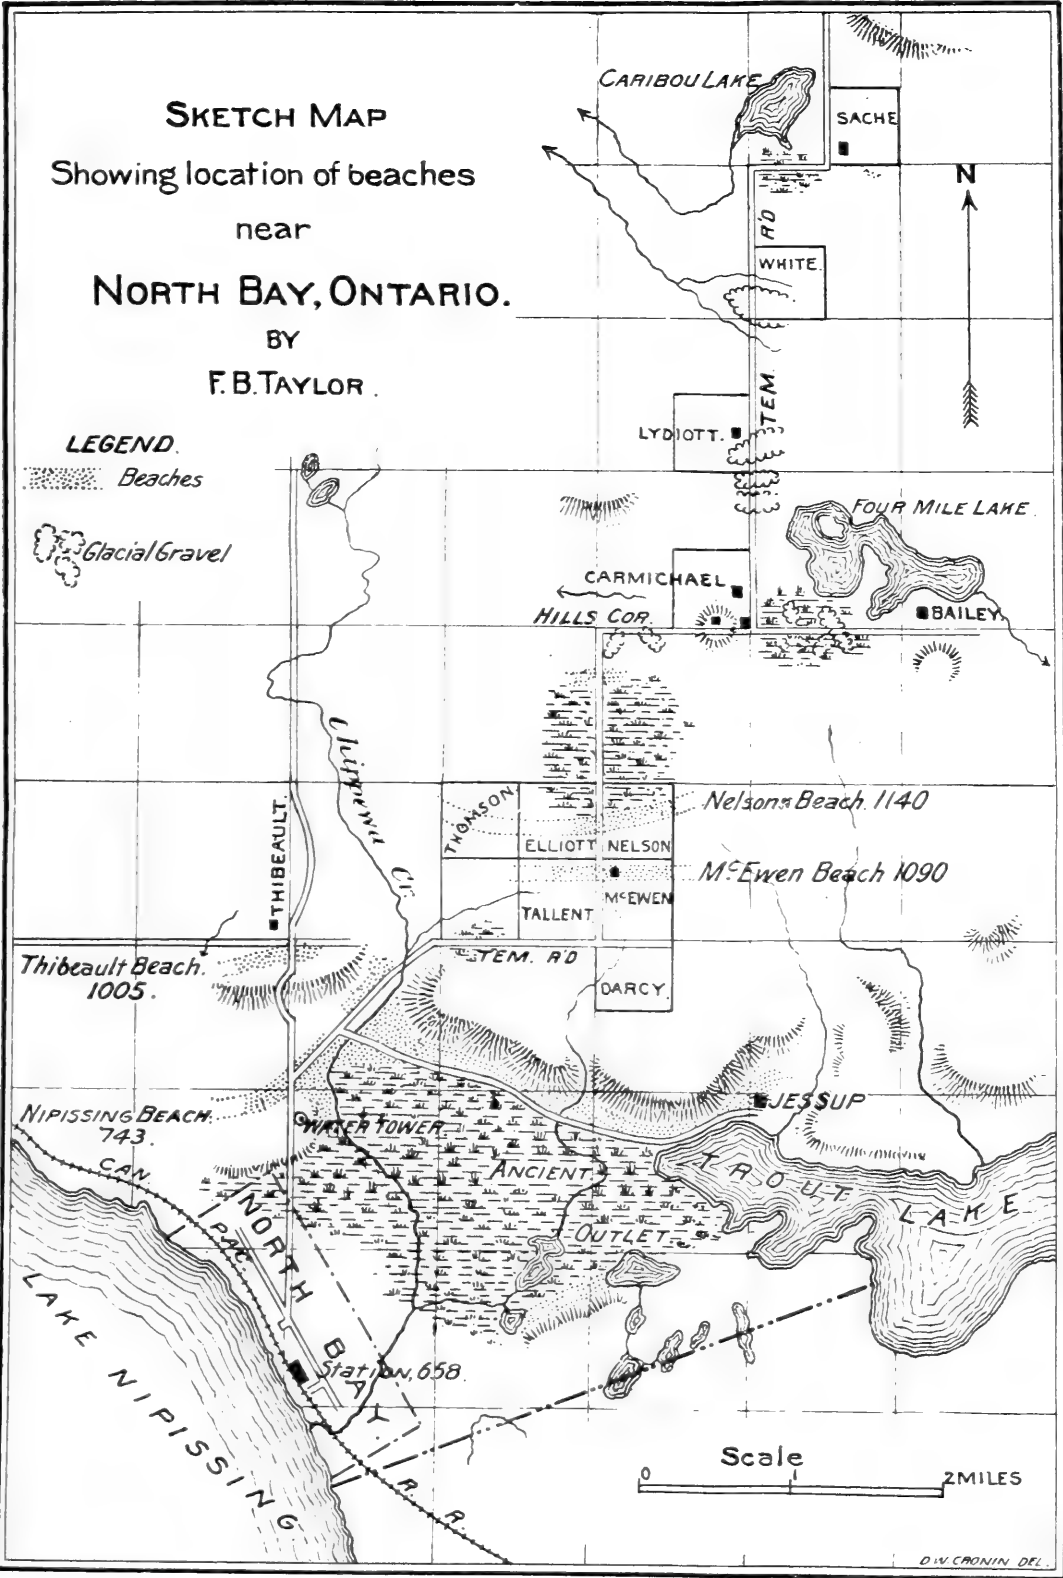 SKETCH MAP
Showing location of beaches
near
NORTH BAY, ONTARIO.
BY
F. B. TAYLOR.
LEGEND.
Beaches
Glacial Gravel
CARIBOU LAKE
SACHE
N
R'D
WHITE.
TEM.
LYDIOTT.
FOUR MILE LAKE
CARMICHAEL
HILLS COR.
BAILEY
Chippewa Cr.
THOMSON
Nelsons Beach. 1140
ELLIOTT
NELSON
McEwen Beach 1090
McEWEN
TALLENT
THIBEAULT.
Thibeault Beach.
1005.
TEM. R'D
DARCY.
NIPISSING BEACH.
743.
WATER TOWER
JESSUP
ANCIENT
OUTLET
TROUT LAKE
CAN. PAC. R. R.
NORTH BAY.
Station, 658.
LAKE NIPISSING
Scale
0 1 2 MILES
D. W. CRONIN DEL.